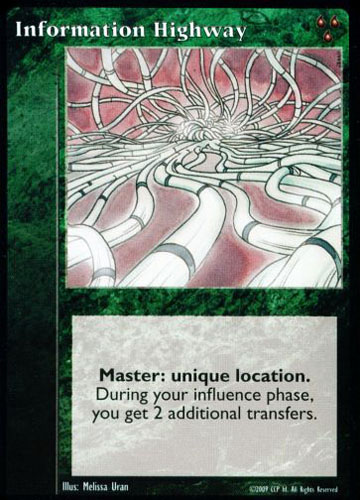 Information Highway
Master: unique location.
During your influence phase,
you get 2 additional transfers.
Illus: Melissa Uran
©2009 CCP hf. All Rights Reserved